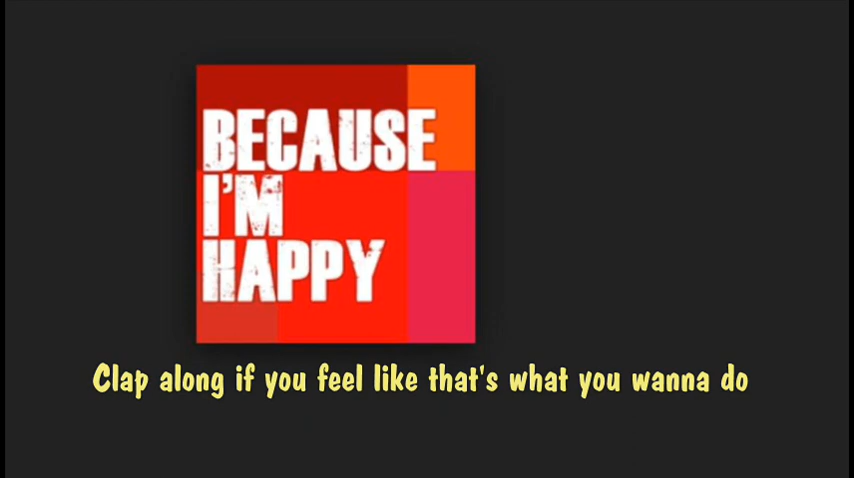 BECAUSE
I'M
HAPPY
Clap along if you feel like that's what you wanna do